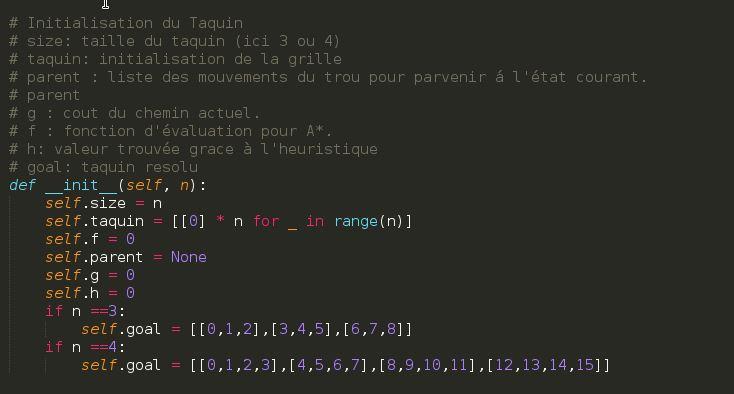 # Initialisation du Taquin
# size: taille du taquin (ici 3 ou 4)
# taquin: initialisation de la grille
# parent : liste des mouvements du trou pour parvenir á l'état courant.
# parent
# g : cout du chemin actuel.
# f : fonction d'évaluation pour A*.
# h: valeur trouvée grace à l'heuristique
# goal: taquin resolu
def __init__(self, n):
    self.size = n
    self.taquin = [[0] * n for _ in range(n)]
    self.f = 0
    self.parent = None
    self.g = 0
    self.h = 0
    if n ==3:
        self.goal = [[0,1,2],[3,4,5],[6,7,8]]
    if n ==4:
        self.goal = [[0,1,2,3],[4,5,6,7],[8,9,10,11],[12,13,14,15]]